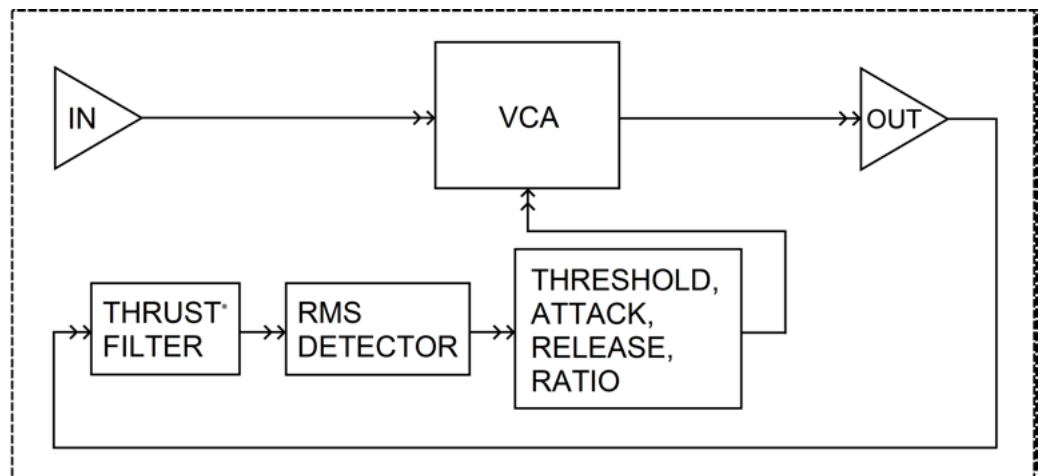 IN
VCA
OUT
THRUST®
FILTER
RMS
DETECTOR
THRESHOLD,
ATTACK,
RELEASE,
RATIO